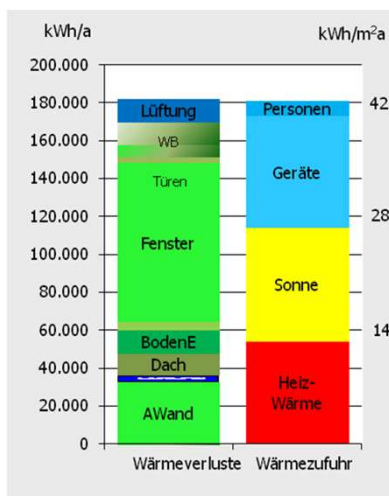 kWh/a
kWh/m²a
200.000
180.000
160.000
140.000
120.000
100.000
80.000
60.000
40.000
20.000
0
Lüftung
WB
Türen
Fenster
BodenE
Dach
AWand
Personen
Geräte
Sonne
Heiz-
Wärme
42
28
14
Wärmeverluste
Wärmezufuhr